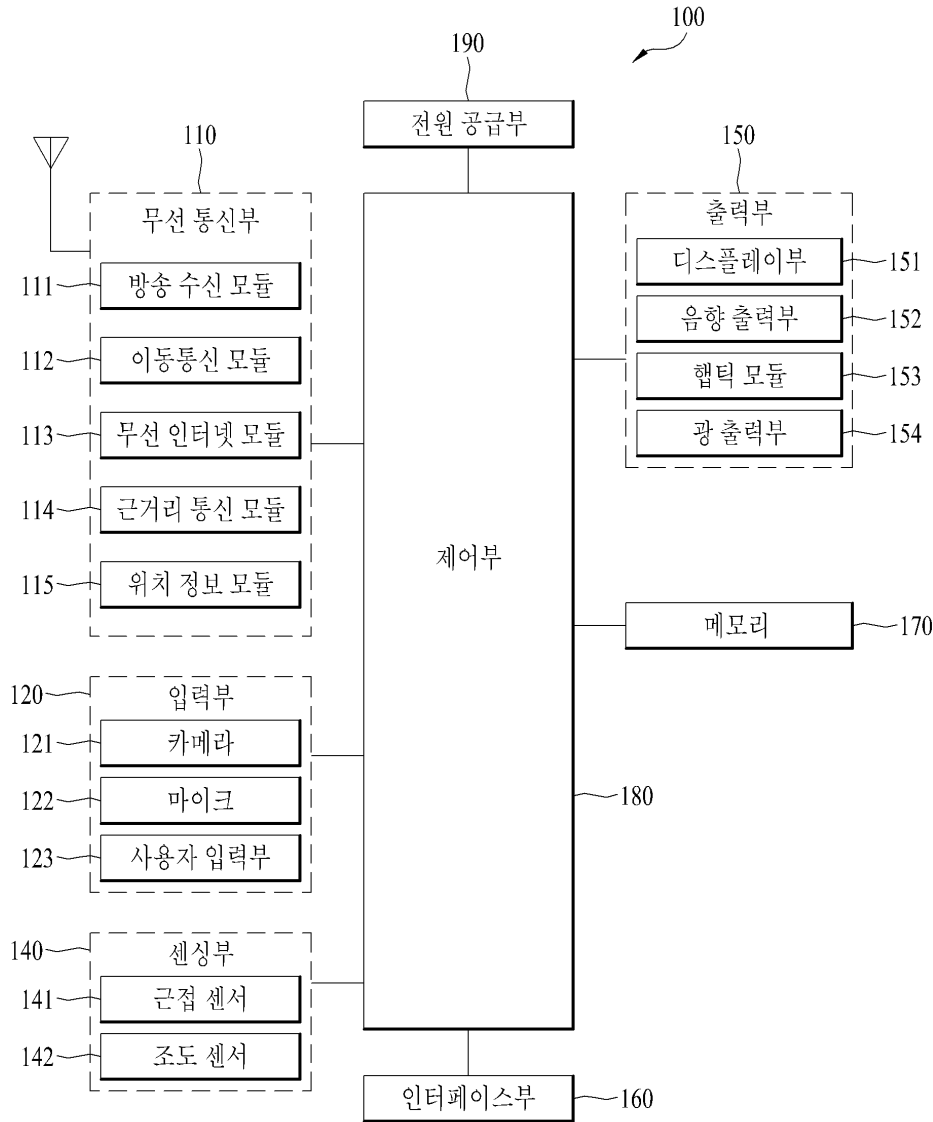 100
190
전원 공급부
110
무선 통신부
111 방송 수신 모듈
112 이동통신 모듈
113 무선 인터넷 모듈
114 근거리 통신 모듈
115 위치 정보 모듈
120 입력부
121 카메라
122 마이크
123 사용자 입력부
140 센싱부
141 근접 센서
142 조도 센서
제어부
180
150
출력부
디스플레이부 151
음향 출력부 152
햅틱 모듈 153
광 출력부 154
메모리 170
인터페이스부 160